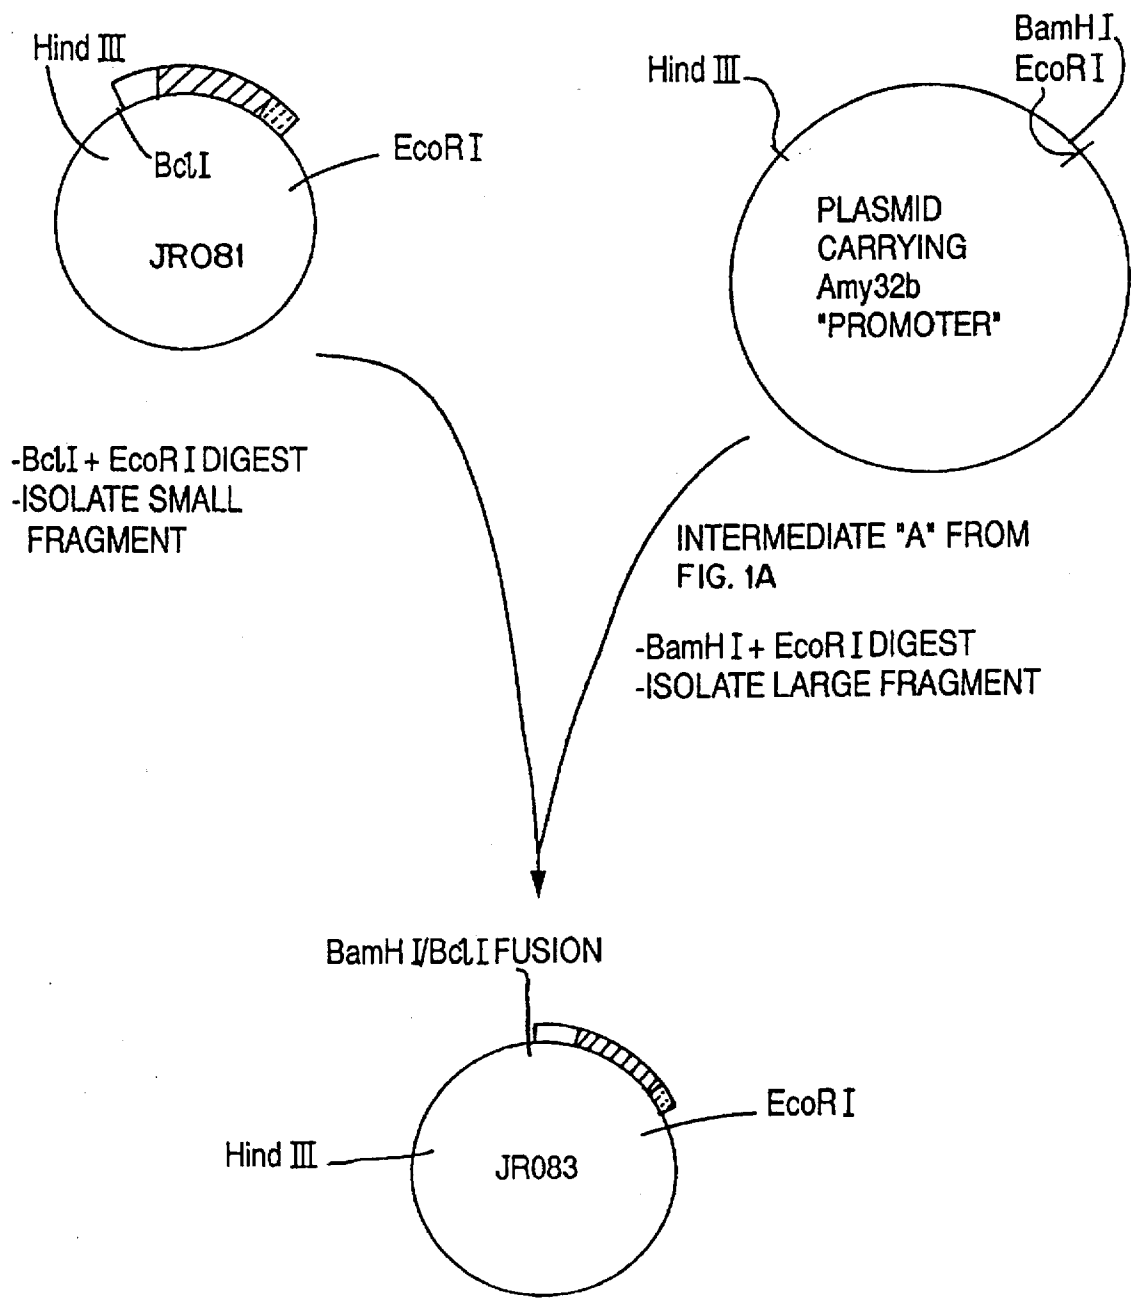 Hind III
BclI
EcoR I
JR081
Hind III
BamH I
EcoR I
PLASMID
CARRYING
Amy32b
"PROMOTER"
-BclI + EcoR I DIGEST
-ISOLATE SMALL
FRAGMENT
INTERMEDIATE "A" FROM
FIG. 1A
-BamH I + EcoR I DIGEST
-ISOLATE LARGE FRAGMENT
BamH I/BclI FUSION
EcoR I
Hind III
JR083